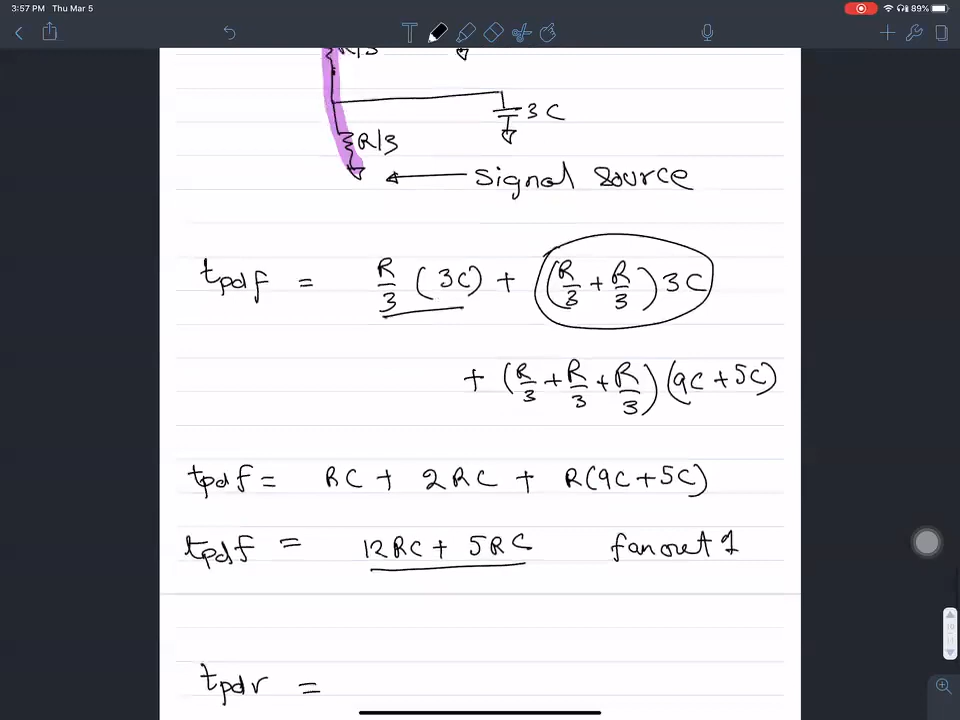 3:57 PM Thu Mar 5
89%
R/3
3C
R/3
Signal source
tpdf = R/3 (3C) + (R/3 + R/3) 3C
+ (R/3 + R/3 + R/3) (9C + 5C)
tpdf = RC + 2RC + R(9C + 5C)
tpdf = 12RC + 5RC fanout 1
tpdr =